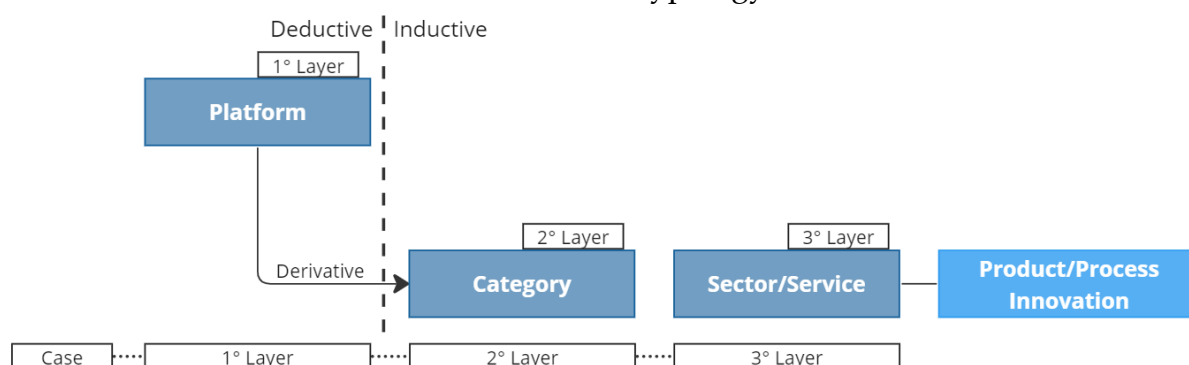 Deductive Inductive
1° Layer
Platform
2° Layer
3° Layer
Derivative
Category
Sector/Service
Product/Process
Innovation
Case
1° Layer
2° Layer
3° Layer